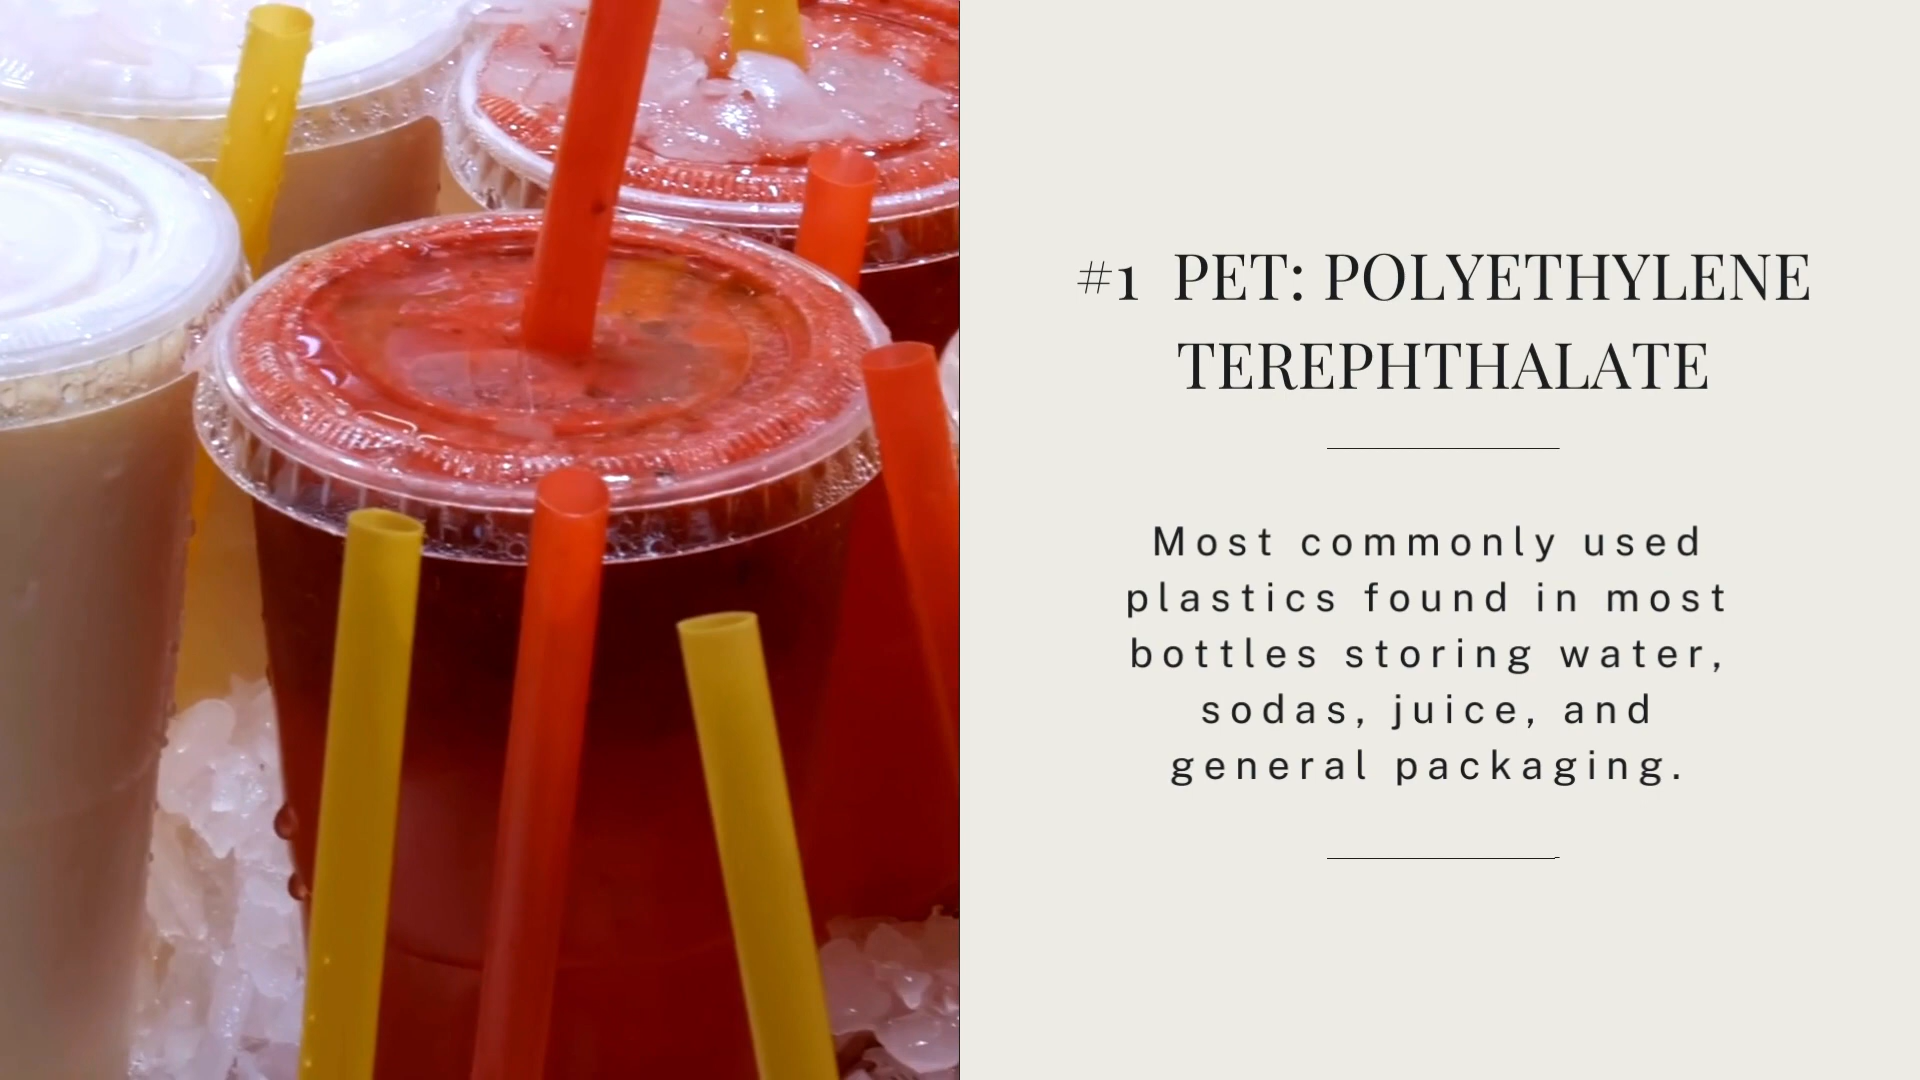 #1 PET: POLYETHYLENE
TEREPHTHALATE
Most commonly used
plastics found in most
bottles storing water,
sodas, juice, and
general packaging.